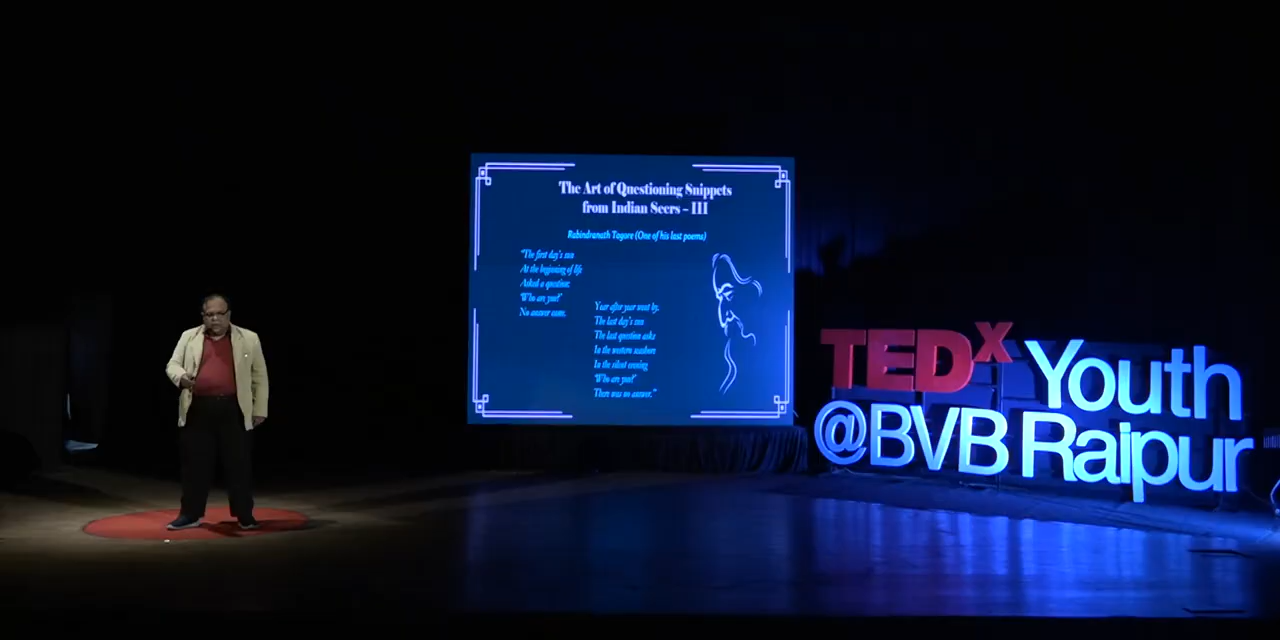 The Art of Questioning Snippets
from Indian Seers – III
Rabindranath Tagore (One of his last poems)
"The first day's sun
At the beginning of life
Asked a question:
'Who are you?'
No answer came.
Year after year went by.
The last day's sun
The last question asks
In the western seashore
In the silent evening
'Who are you?'
There was no answer."
TEDx Youth
@BVB Raipur